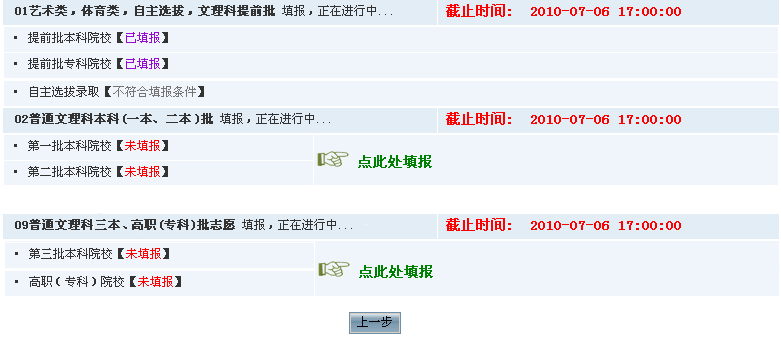 01艺术类，体育类，自主选拔，文理科提前批 填报，正在进行中... 截止时间: 2010-07-06 17:00:00
· 提前批本科院校【已填报】
· 提前批专科院校【已填报】
· 自主选拔录取【不符合填报条件】
02普通文理科本科(一本、二本)批 填报，正在进行中... 截止时间: 2010-07-06 17:00:00
· 第一批本科院校【未填报】
点此处填报
· 第二批本科院校【未填报】
09普通文理科三本、高职(专科)批志愿 填报，正在进行中... 截止时间: 2010-07-06 17:00:00
· 第三批本科院校【未填报】
点此处填报
· 高职（专科）院校【未填报】
上一步